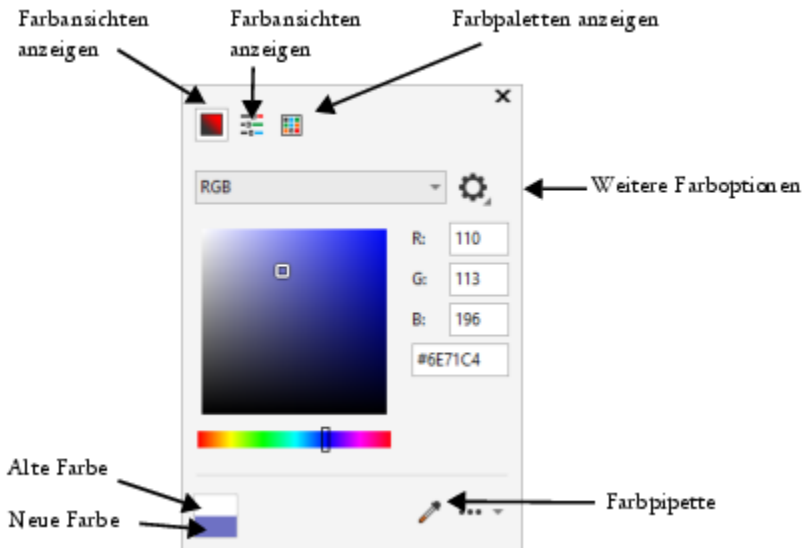 Farbansichten
anzeigen
Farbansichten
anzeigen
Farbpaletten anzeigen
RGB
Weitere Farboptionen
R: 110
G: 113
B: 196
#6E71C4
Alte Farbe
Neue Farbe
Farbpipette